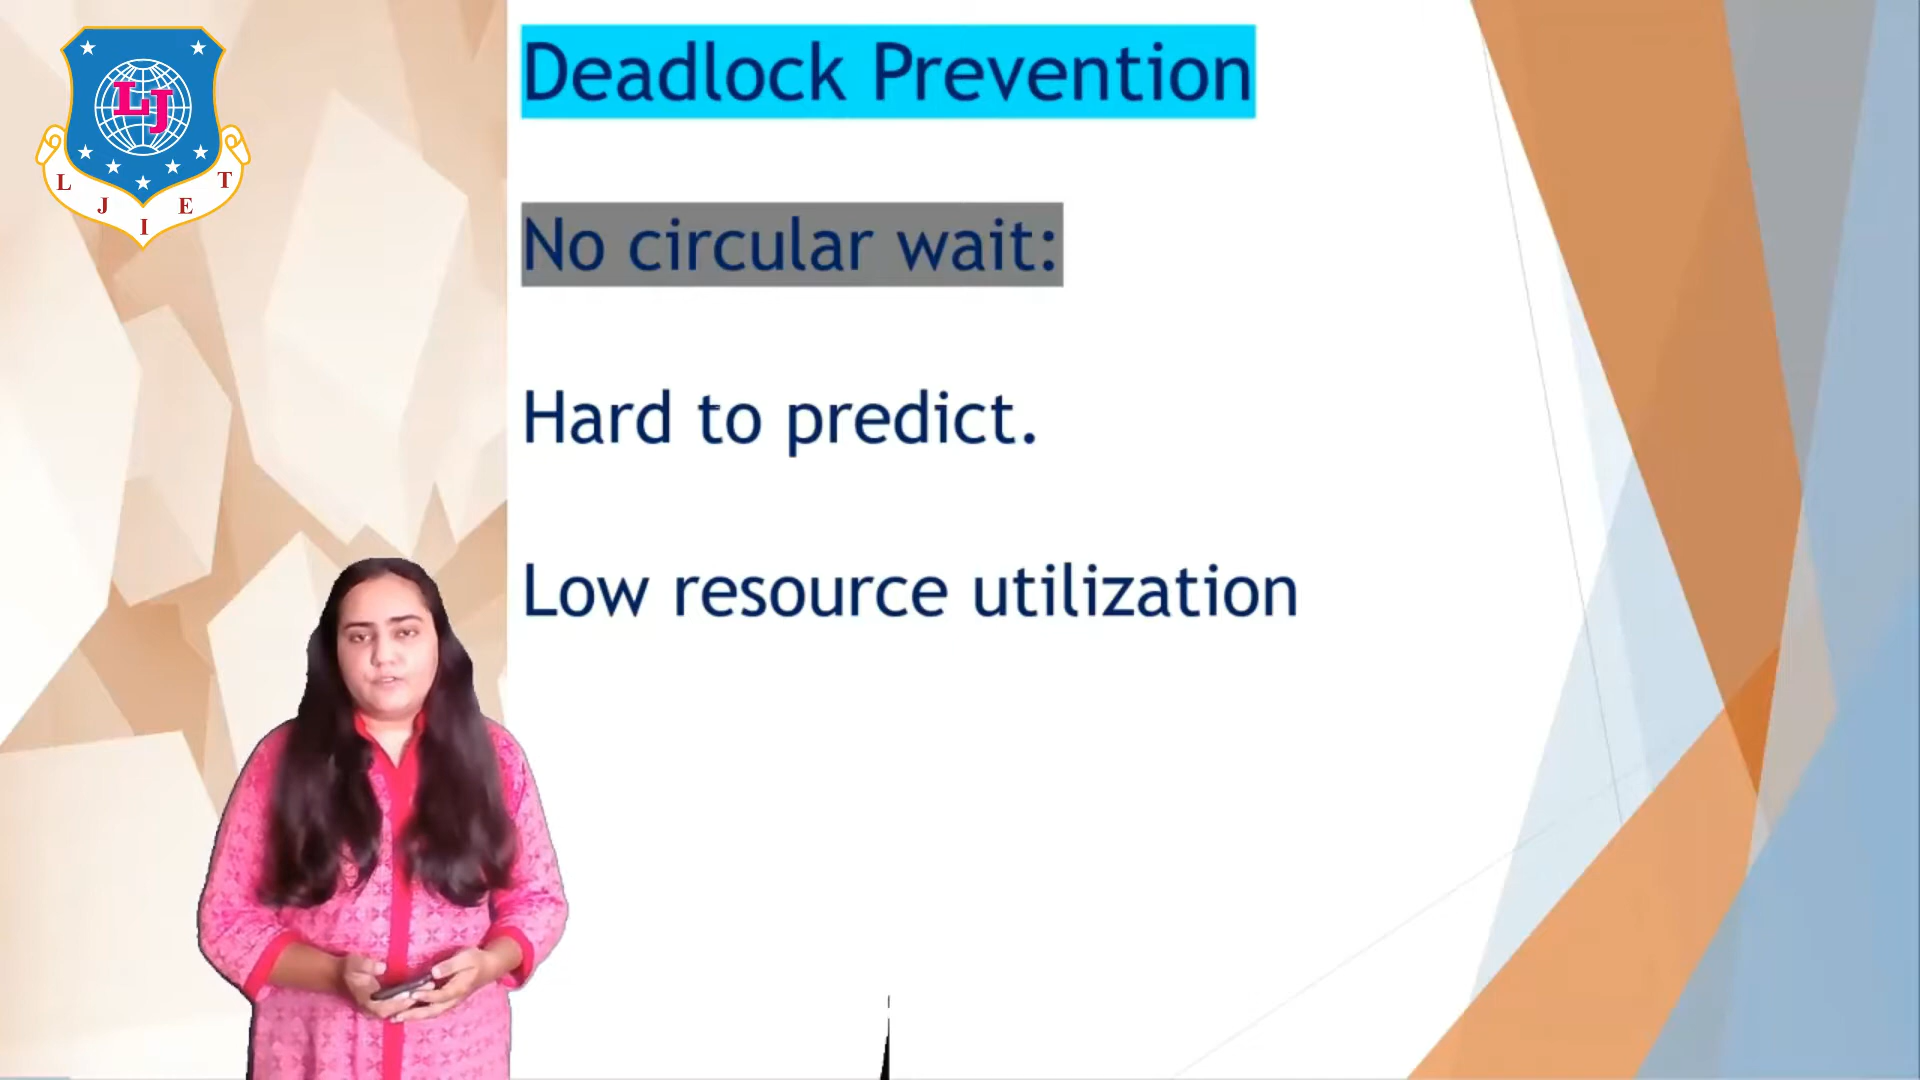 LJ
L J I E T
Deadlock Prevention
No circular wait:
Hard to predict.
Low resource utilization